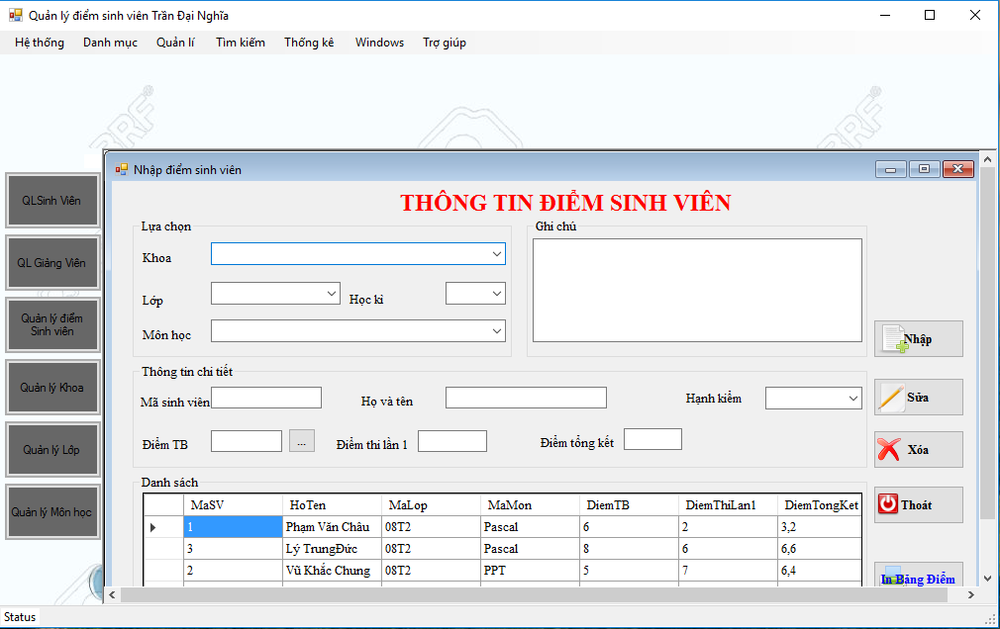 Quản lý điểm sinh viên Trần Đại Nghĩa
Hệ thống Danh mục Quản lí Tìm kiếm Thống kê Windows Trợ giúp
QLSinh Viên
QL Giảng Viên
Quản lý điểm
Sinh viên
Quản lý Khoa
Quản lý Lớp
Quản lý Môn học
Nhập điểm sinh viên
THÔNG TIN ĐIỂM SINH VIÊN
Lựa chọn
Khoa
Lớp Học kì
Môn học
Ghi chú
Thông tin chi tiết
Mã sinh viên Họ và tên Hạnh kiểm
Điểm TB ... Điểm thi lần 1 Điểm tổng kết
Nhập
Sửa
Xóa
Thoát
In Bảng Điểm
Danh sách
MaSV HoTen MaLop MaMon DiemTB DiemThiLan1 DiemTongKet
1 Phạm Văn Châu 08T2 Pascal 6 2 3,2
3 Lý TrungĐức 08T2 Pascal 8 6 6,6
2 Vũ Khắc Chung 08T2 PPT 5 7 6,4
Status